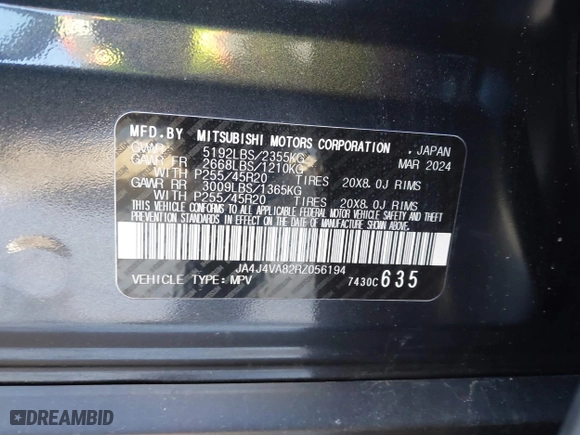 MFD.BY MITSUBISHI MOTORS CORPORATION , JAPAN
GVWR 5192LBS/2355KG MAR 2024
GAWR FR 2668LBS/1210KG
WITH P255/45R20 TIRES 20X8.0J RIMS
GAWR RR 3009LBS/1365KG
WITH P255/45R20 TIRES 20X8.0J RIMS
THIS VEHICLE CONFORMS TO ALL APPLICABLE FEDERAL MOTOR VEHICLE SAFETY AND THEFT
PREVENTION STANDARDS IN EFFECT ON THE DATE OF MANUFACTURE SHOWN ABOVE.
JA4J4VA82RZ056194
VEHICLE TYPE: MPV 7430C 635
DREAMBID